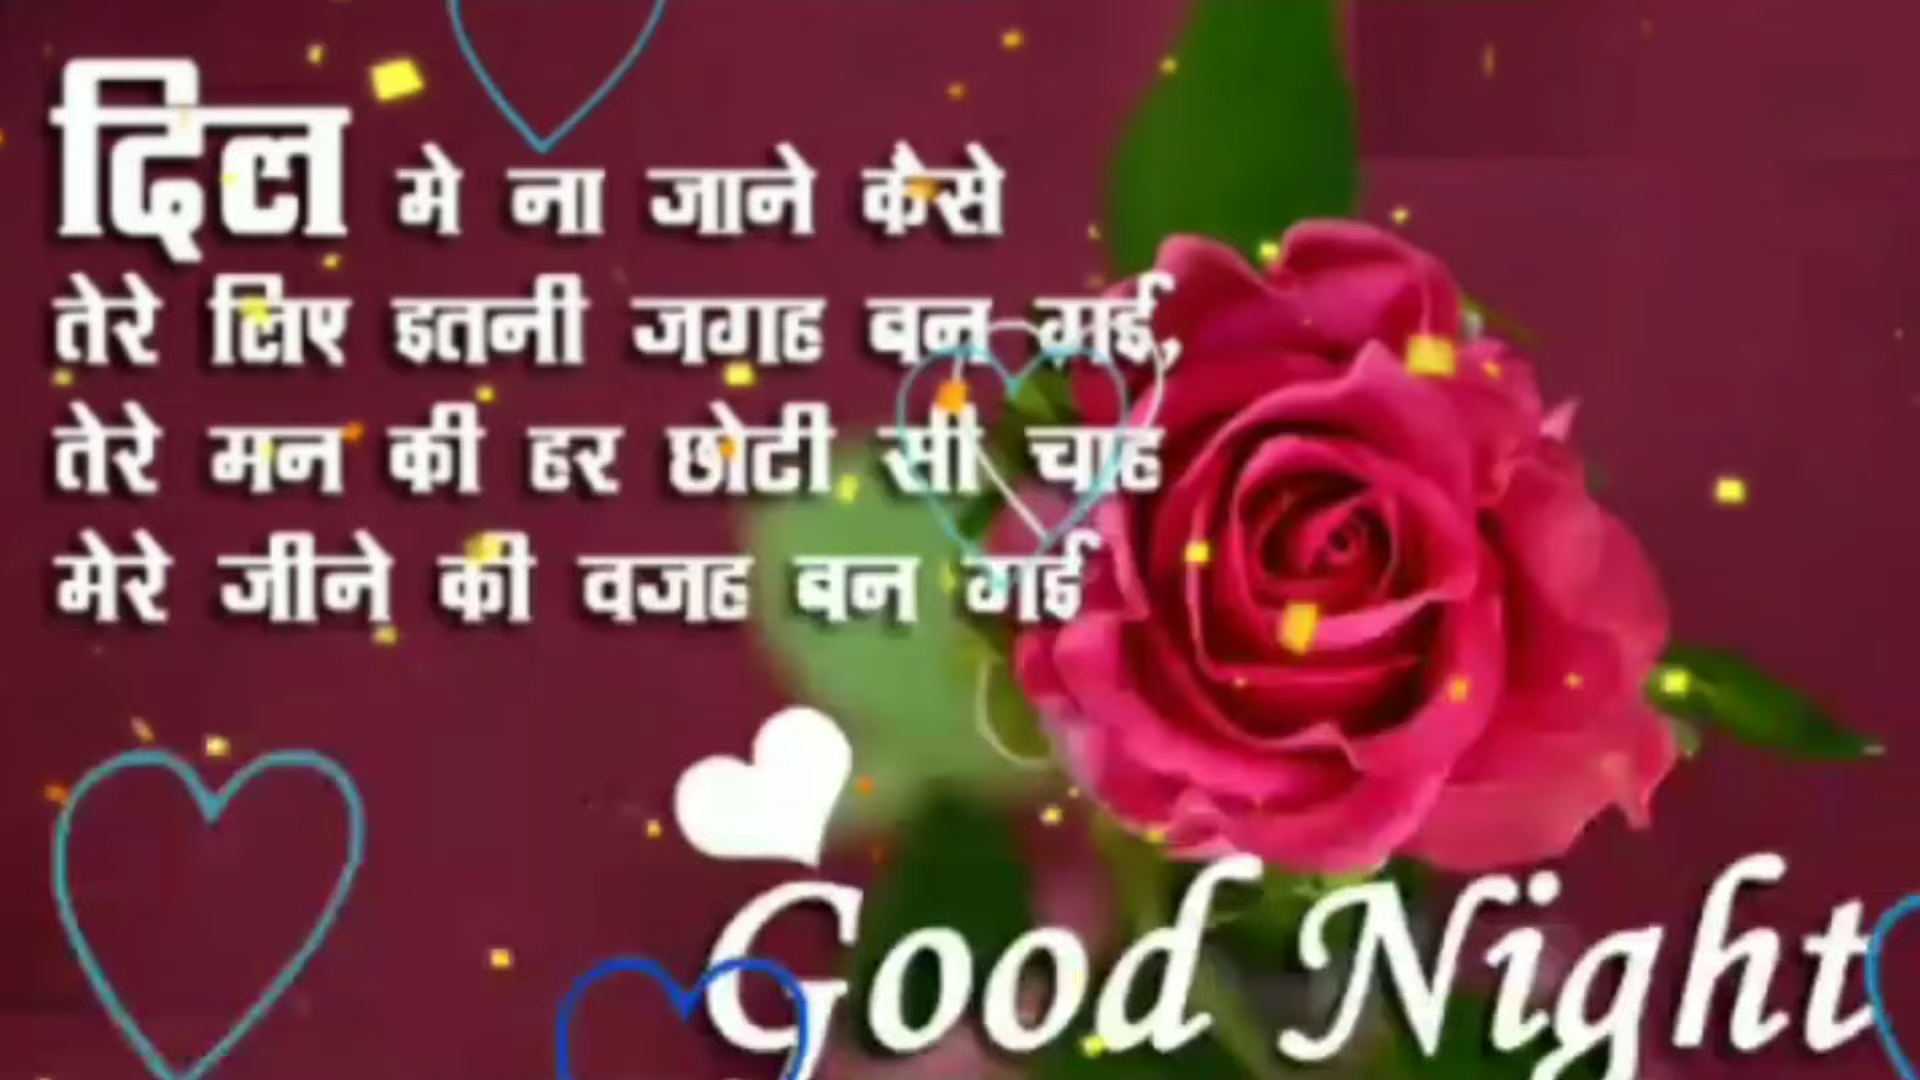 दिल मे ना जाने कैसे
तेरे लिए इतनी जगह बन गई,
तेरे मन की हर छोटी सी चाह
मेरे जीने की वजह बन गई
Good Night